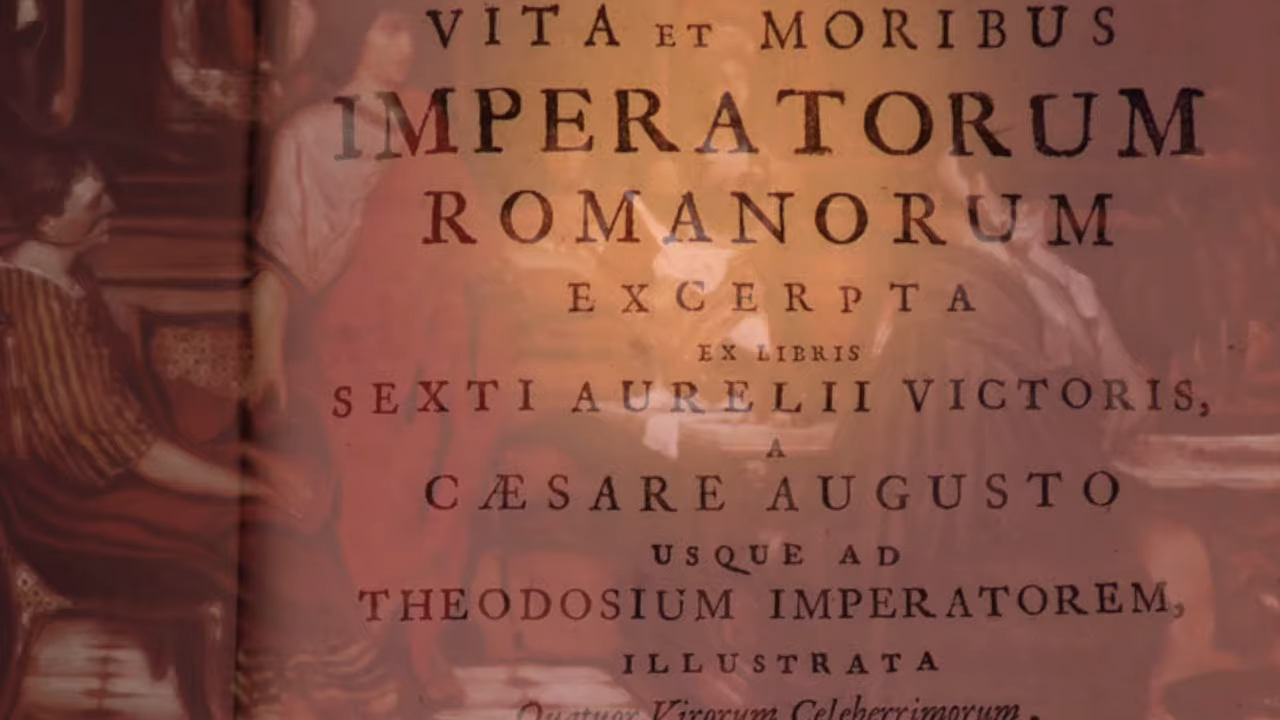 VITA ET MORIBUS
IMPERATORUM
ROMANORUM
EXCERPTA
EX LIBRIS
SEXTI AURELII VICTORIS,
A
CÆSARE AUGUSTO
USQUE AD
THEODOSIUM IMPERATOREM,
ILLUSTRATA
Quatuor Virorum Celeberrimorum.